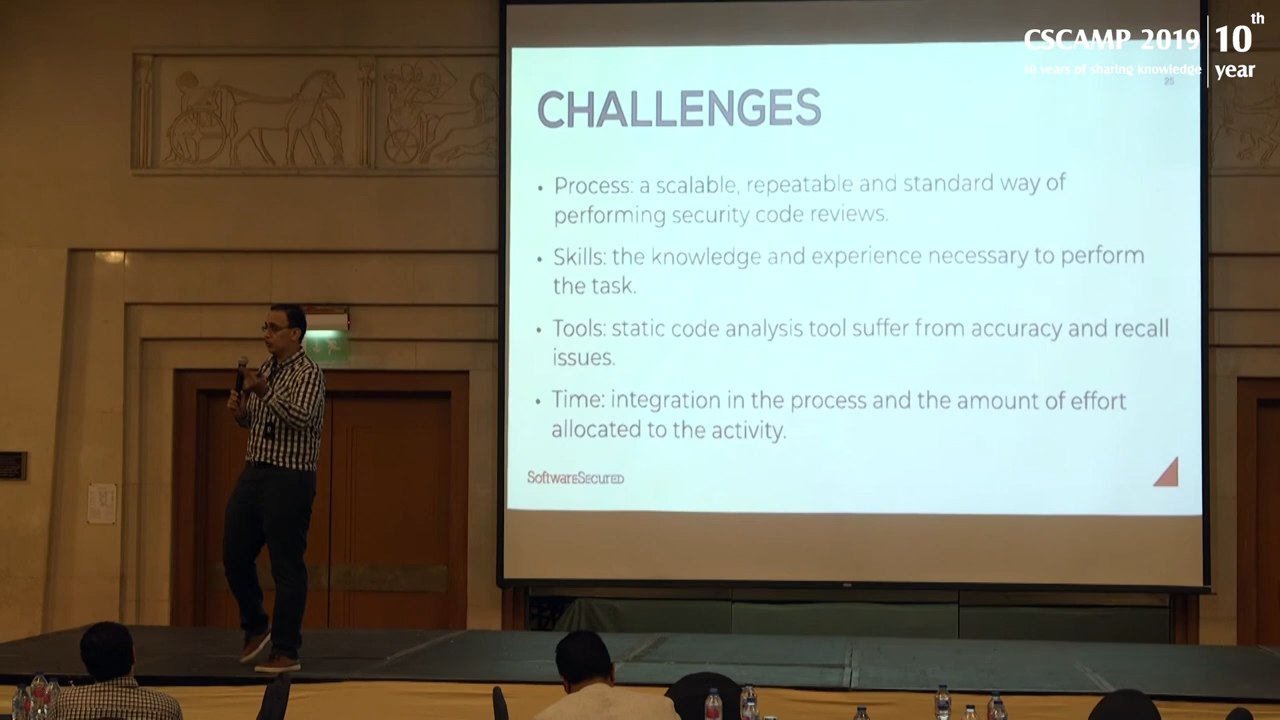 CSCAMP 2019
10 years of sharing knowledge
10th
year
25
CHALLENGES
• Process: a scalable, repeatable and standard way of
performing security code reviews.
• Skills: the knowledge and experience necessary to perform
the task.
• Tools: static code analysis tool suffer from accuracy and recall
issues.
• Time: integration in the process and the amount of effort
allocated to the activity.
SOFTWARESECURED